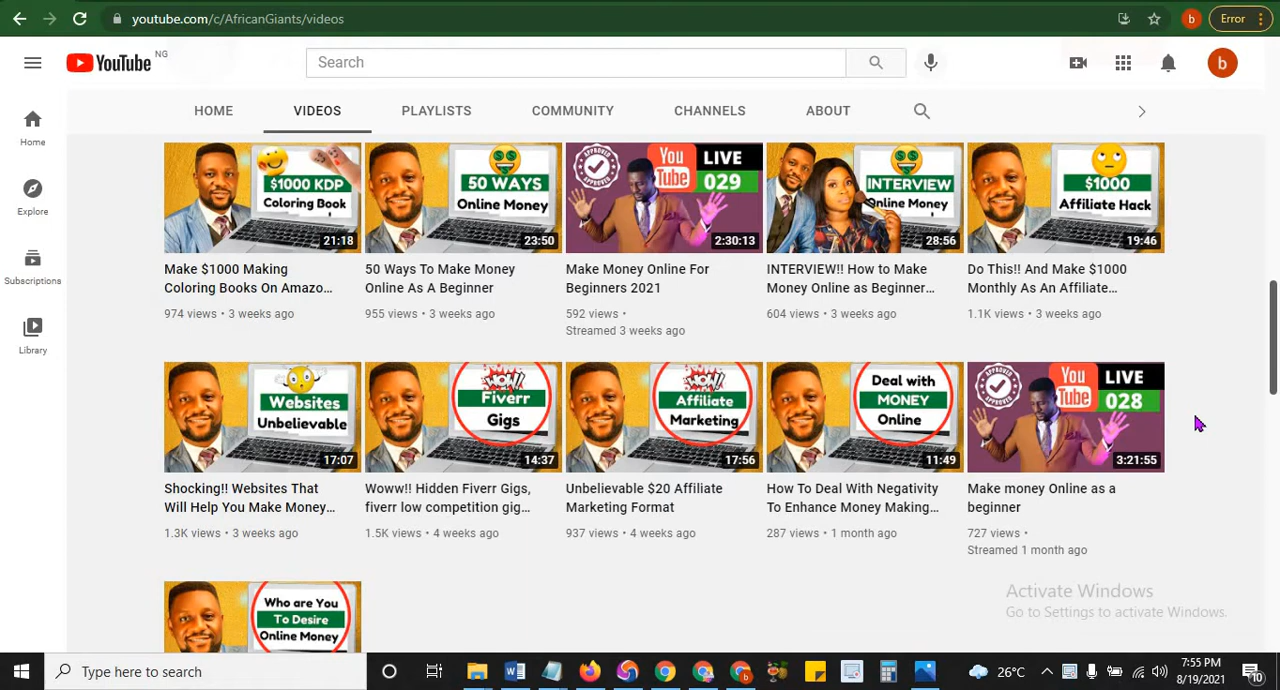 youtube.com/c/AfricanGiants/videos
b
Error
YouTube NG
Search
b
HOME VIDEOS PLAYLISTS COMMUNITY CHANNELS ABOUT
Home
Explore
Subscriptions
Library
$1000 KDP
Coloring Book
21:18
50 WAYS
Online Money
23:50
You Tube LIVE
029
2:30:13
INTERVIEW
Online Money
28:56
$1000
Affiliate Hack
19:46
Make $1000 Making
Coloring Books On Amazo...
974 views • 3 weeks ago
50 Ways To Make Money
Online As A Beginner
955 views • 3 weeks ago
Make Money Online For
Beginners 2021
592 views •
Streamed 3 weeks ago
INTERVIEW!! How to Make
Money Online as Beginner...
604 views • 3 weeks ago
Do This!! And Make $1000
Monthly As An Affiliate...
1.1K views • 3 weeks ago
Websites
Unbelievable
17:07
WOW!
Fiverr
Gigs
14:37
WOW!
Affiliate
Marketing
17:56
Deal with
MONEY
Online
11:49
APPROVED
You Tube LIVE
028
3:21:55
Shocking!! Websites That
Will Help You Make Money...
1.3K views • 3 weeks ago
Woww!! Hidden Fiverr Gigs,
fiverr low competition gig...
1.5K views • 4 weeks ago
Unbelievable $20 Affiliate
Marketing Format
937 views • 4 weeks ago
How To Deal With Negativity
To Enhance Money Making...
287 views • 1 month ago
Make money Online as a
beginner
727 views •
Streamed 1 month ago
Who are You
To Desire
Online Money
Activate Windows
Go to Settings to activate Windows.
Type here to search
26°C
7:55 PM
8/19/2021
10